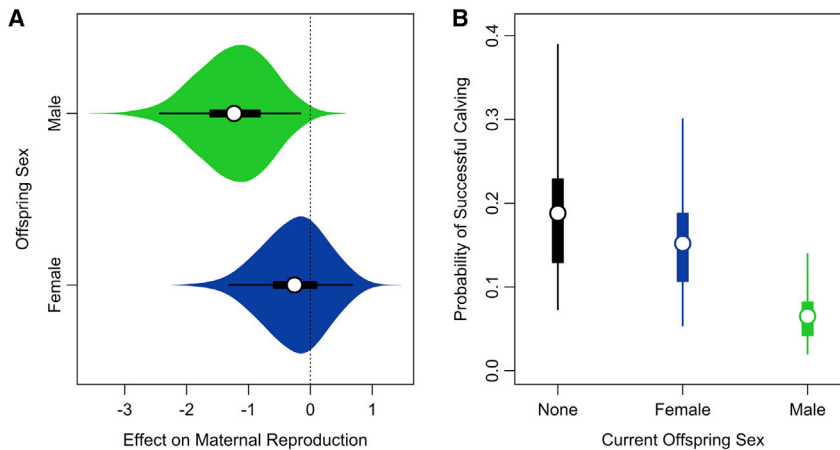 A
Offspring Sex
Male
Female
-3 -2 -1 0 1
Effect on Maternal Reproduction
B
Probability of Successful Calving
0.4
0.3
0.2
0.1
0.0
None Female Male
Current Offspring Sex